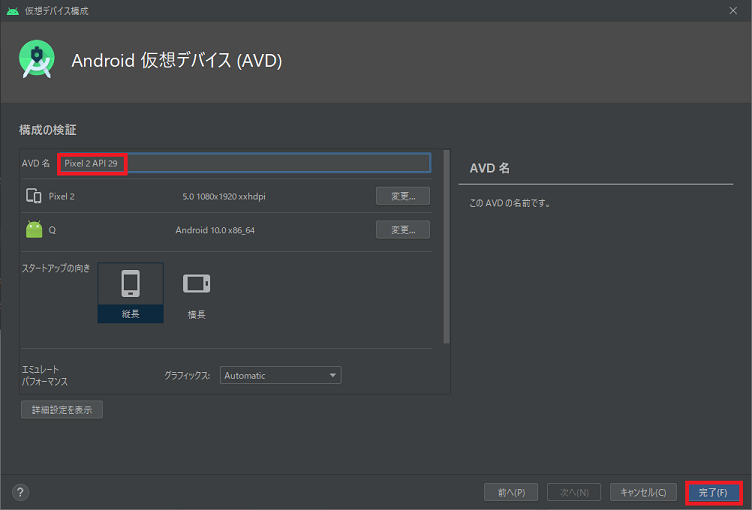 仮想デバイス構成
Android 仮想デバイス (AVD)
構成の検証
AVD 名 Pixel 2 API 29
Pixel 2 5.0 1080x1920 xxhdpi 変更...
Q Android 10.0 x86_64 変更...
スタートアップの向き
縦長 横長
エミュレート
パフォーマンス
グラフィックス: Automatic
詳細設定を表示
AVD 名
この AVD の名前です。
? 前へ(P) 次へ(N) キャンセル(C) 完了(F)